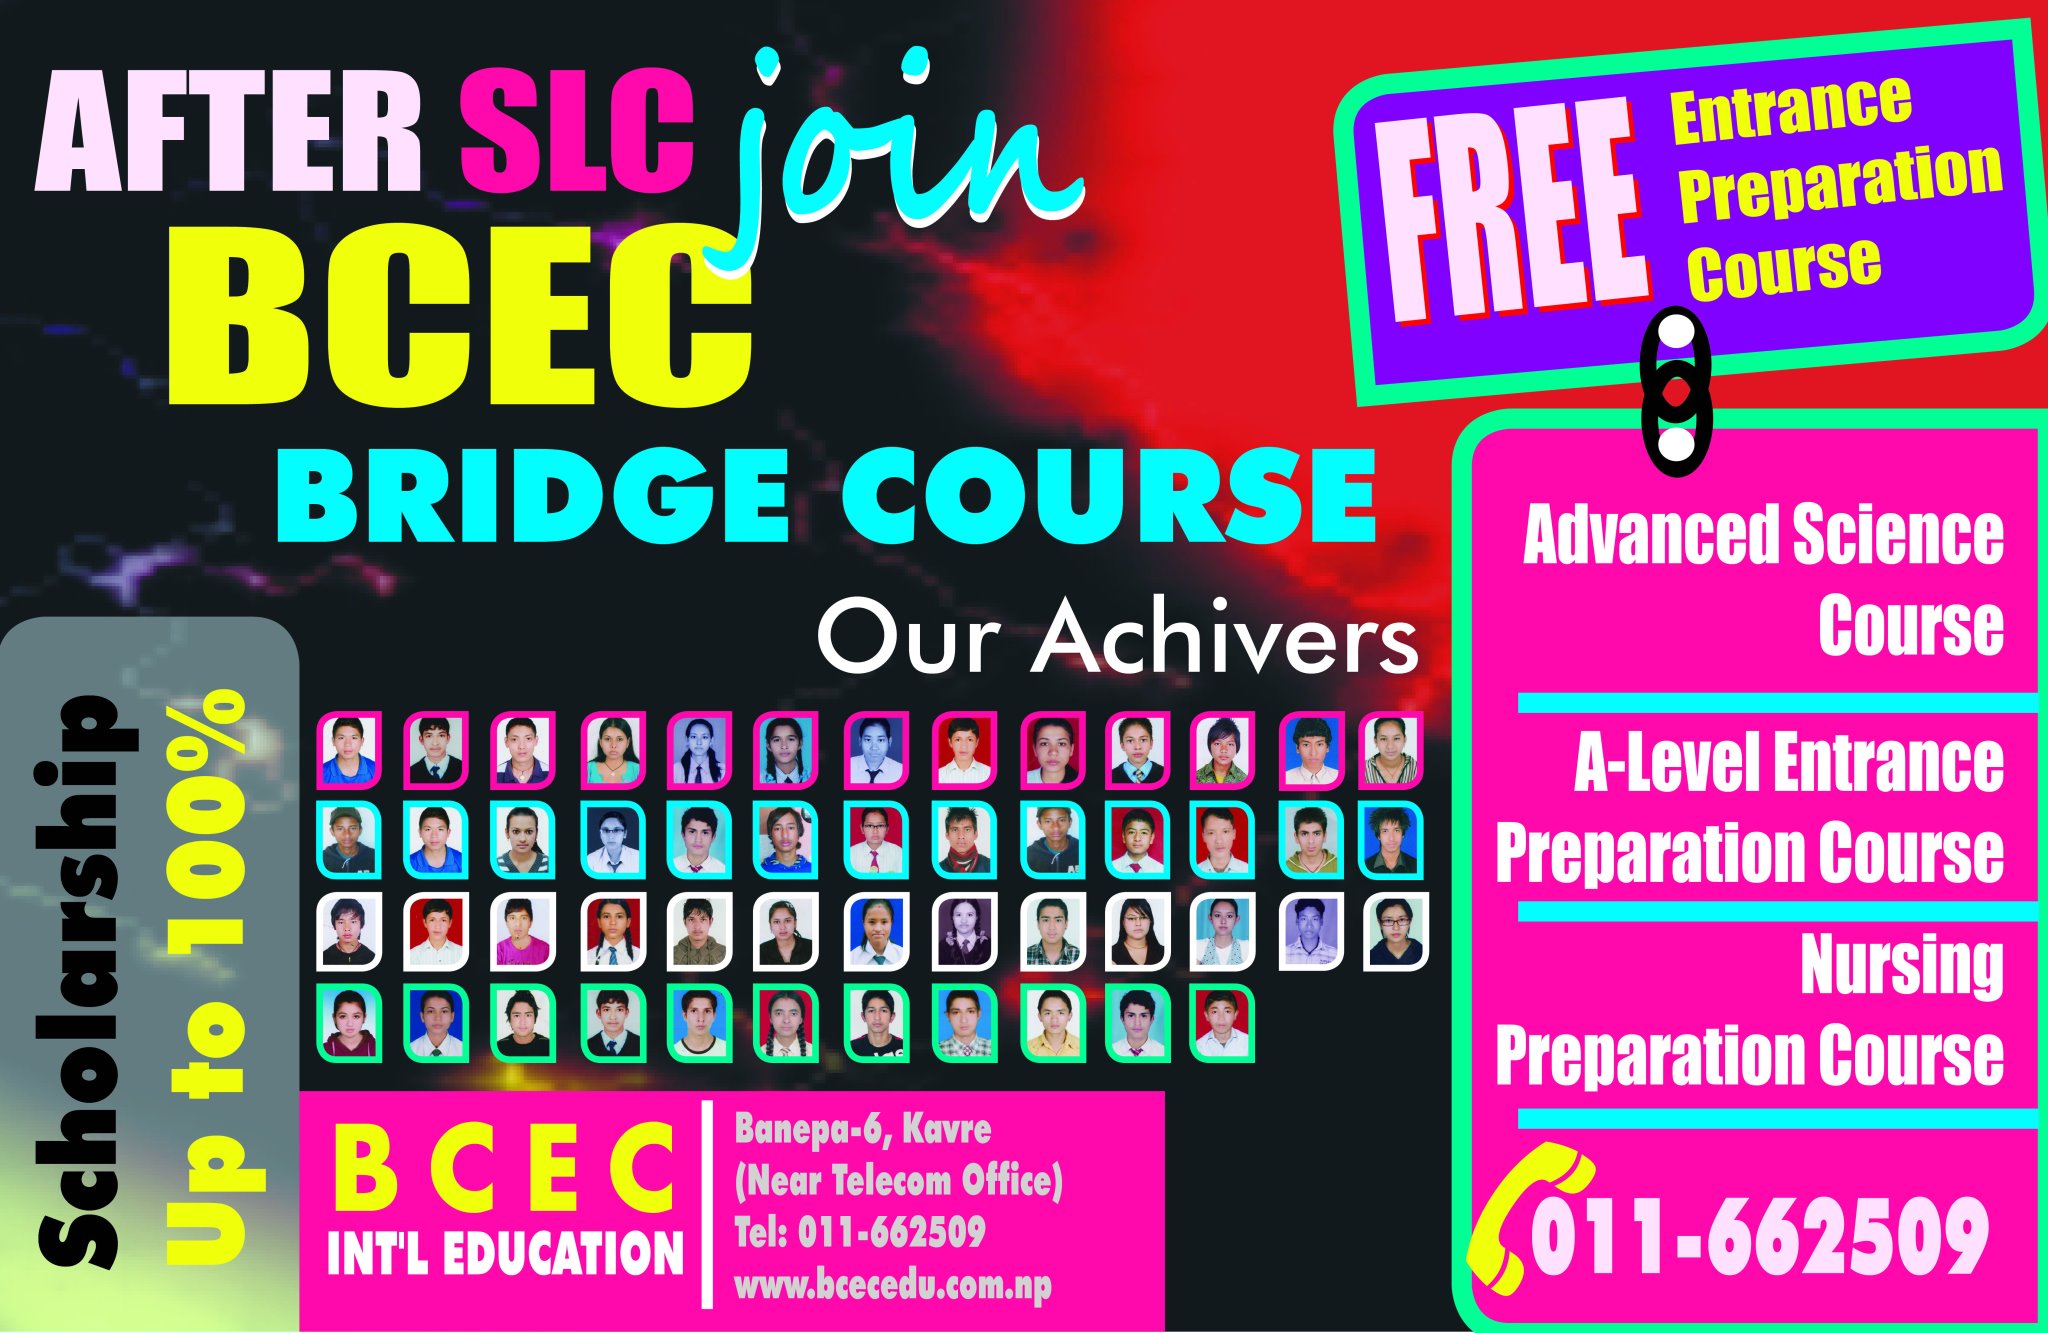 AFTER SLC join
BCEC
BRIDGE COURSE
FREE
Entrance
Preparation
Course
Our Achivers
Scholarship
Up to 100%
Advanced Science
Course
A-Level Entrance
Preparation Course
Nursing
Preparation Course
011-662509
BCEC
INT'L EDUCATION
Banepa-6, Kavre
(Near Telecom Office)
Tel: 011-662509
www.bcecedu.com.np